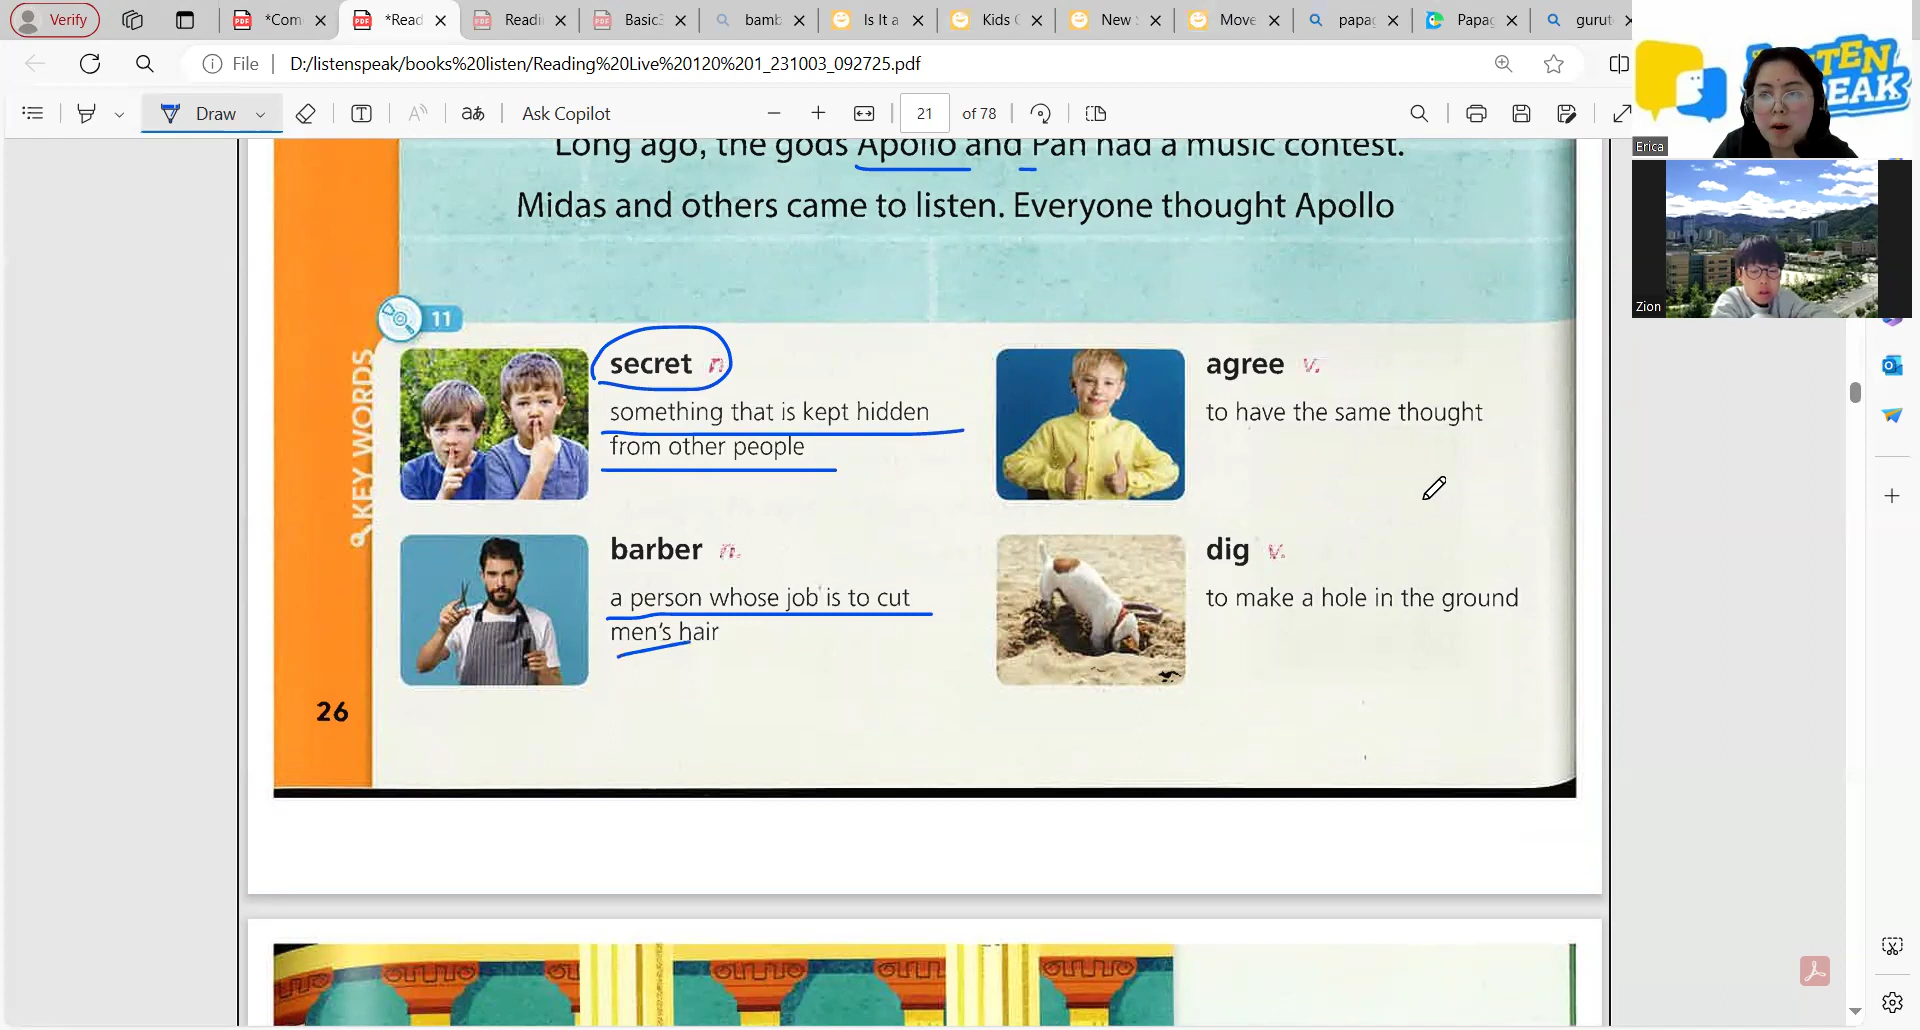 Verify
*Com
*Read
Readi
Basic
bamb
Is It a
Kids
New
Move
papa
Papa
gurut
File
D:/listenspeak/books%20listen/Reading%20Live%20120%201_231003_092725.pdf
Draw
Ask Copilot
21
of 78
LISTEN
SPEAK
Erica
Zion
Long ago, the gods Apollo and Pan had a music contest.
Midas and others came to listen. Everyone thought Apollo
11
KEY WORDS
secret n.
something that is kept hidden
from other people
agree v.
to have the same thought
barber n.
a person whose job is to cut
men's hair
dig v.
to make a hole in the ground
26